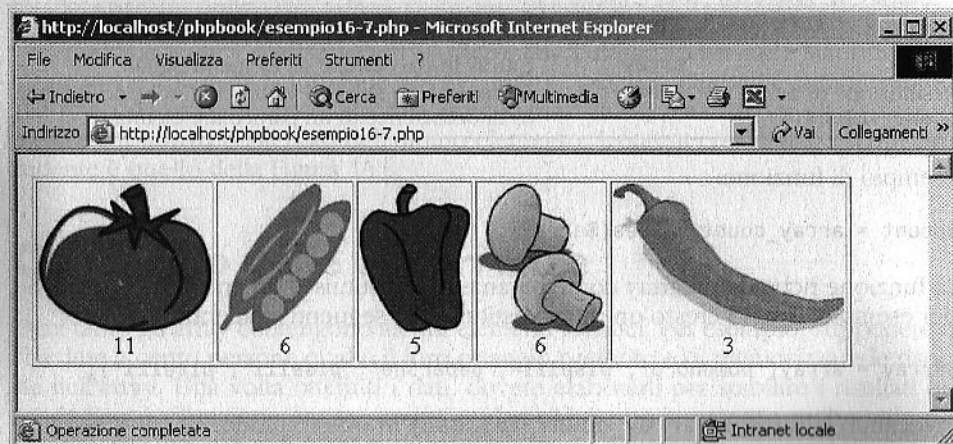 http://localhost/phpbook/esempio16-7.php - Microsoft Internet Explorer
File Modifica Visualizza Preferiti Strumenti ?
Indietro Cerca Preferiti Multimedia
Indirizzo http://localhost/phpbook/esempio16-7.php Vai Collegamenti »
11 6 5 6 3
Operazione completata Intranet locale